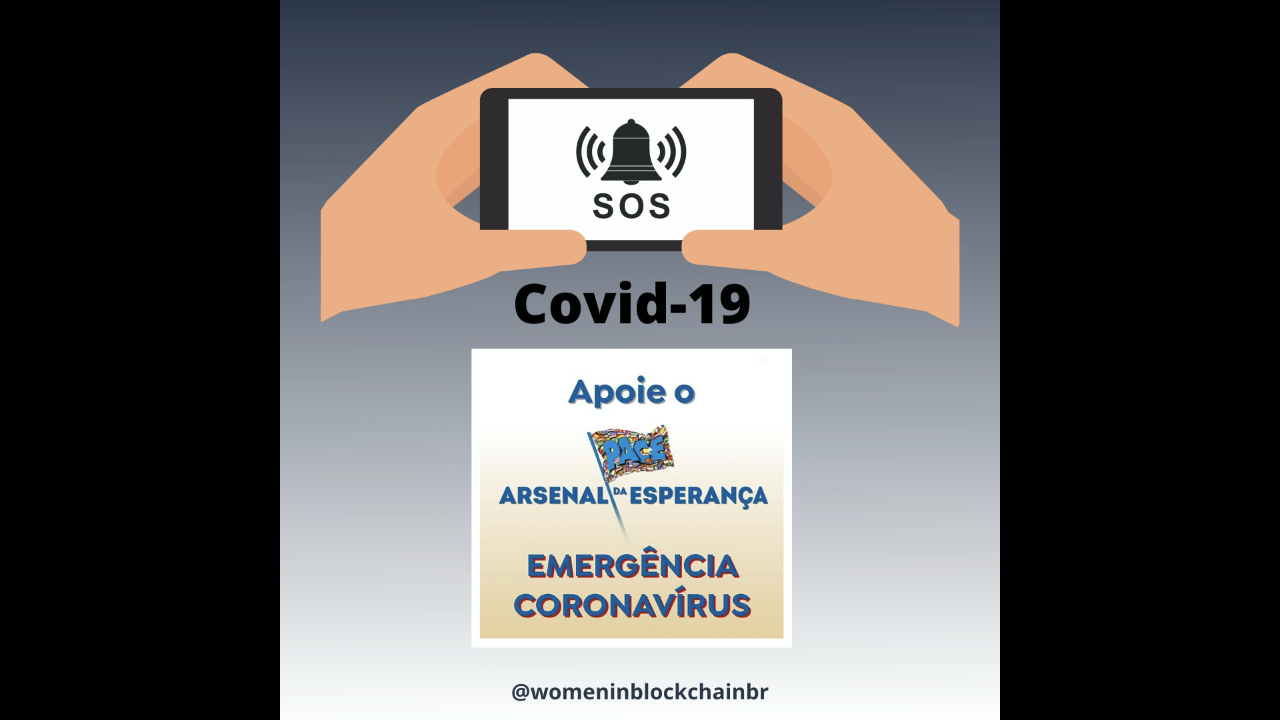 SOS
Covid-19
Apoie o
PACE
ARSENAL DA ESPERANÇA
EMERGÊNCIA
CORONAVÍRUS
@womeninblockchainbr